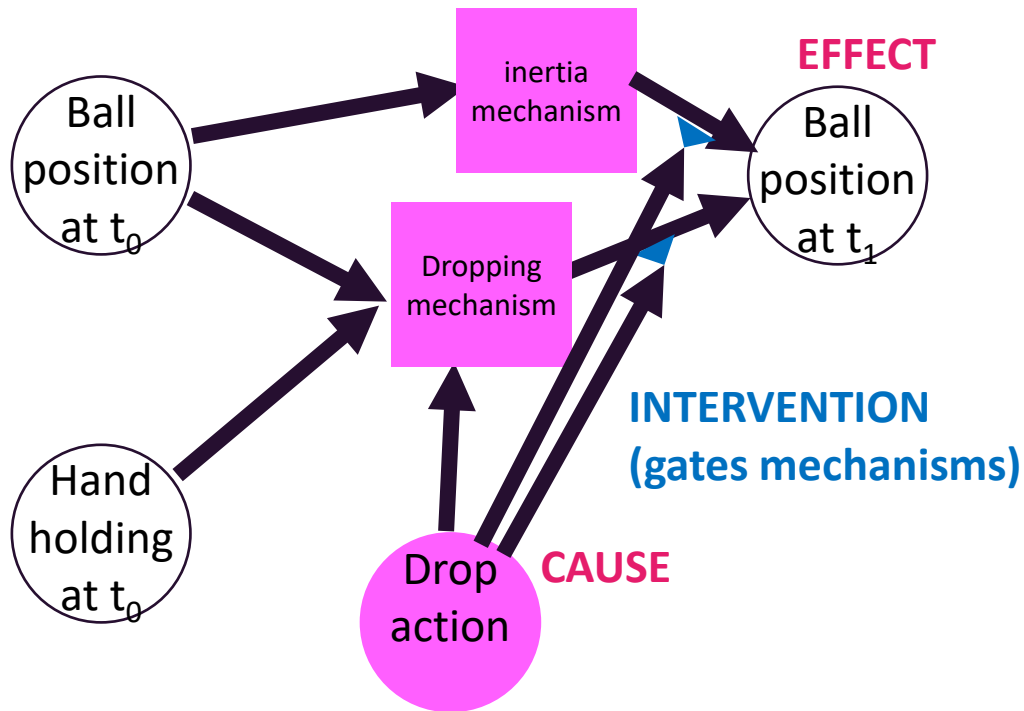 Ball
position
at t₀
inertia
mechanism
EFFECT
Ball
position
at t₁
Dropping
mechanism
INTERVENTION
(gates mechanisms)
Hand
holding
at t₀
Drop
action
CAUSE